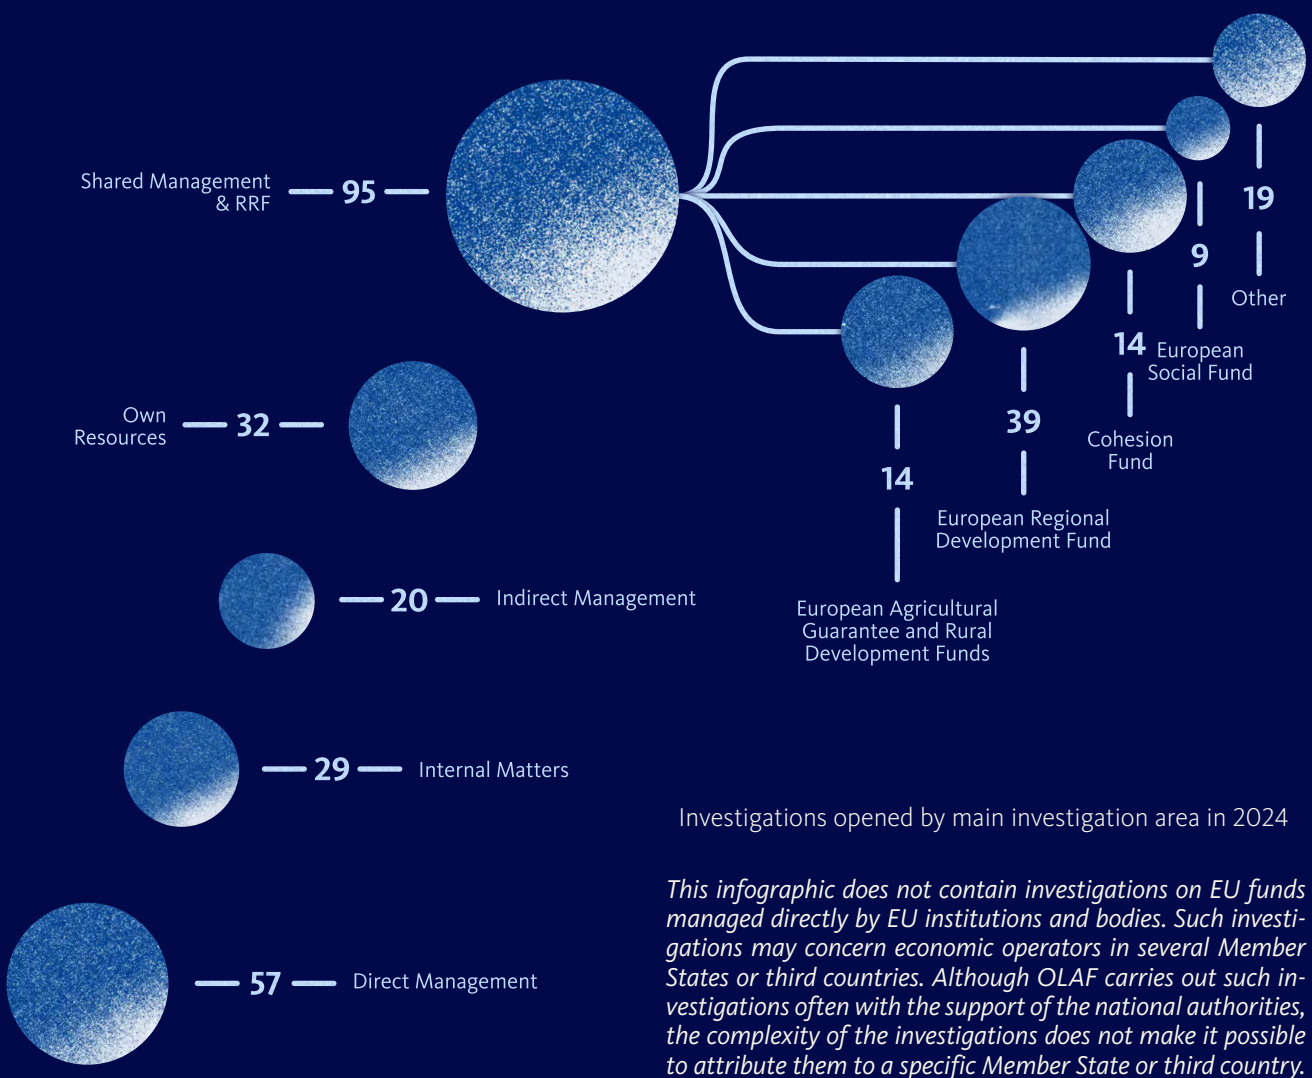 Shared Management
& RRF
95
19
9
Other
14
European
Social Fund
39
Cohesion
Fund
14
European Regional
Development Fund
European Agricultural
Guarantee and Rural
Development Funds
Own
Resources
32
20
Indirect Management
29
Internal Matters
57
Direct Management
Investigations opened by main investigation area in 2024
This infographic does not contain investigations on EU funds
managed directly by EU institutions and bodies. Such investi-
gations may concern economic operators in several Member
States or third countries. Although OLAF carries out such in-
vestigations often with the support of the national authorities,
the complexity of the investigations does not make it possible
to attribute them to a specific Member State or third country.